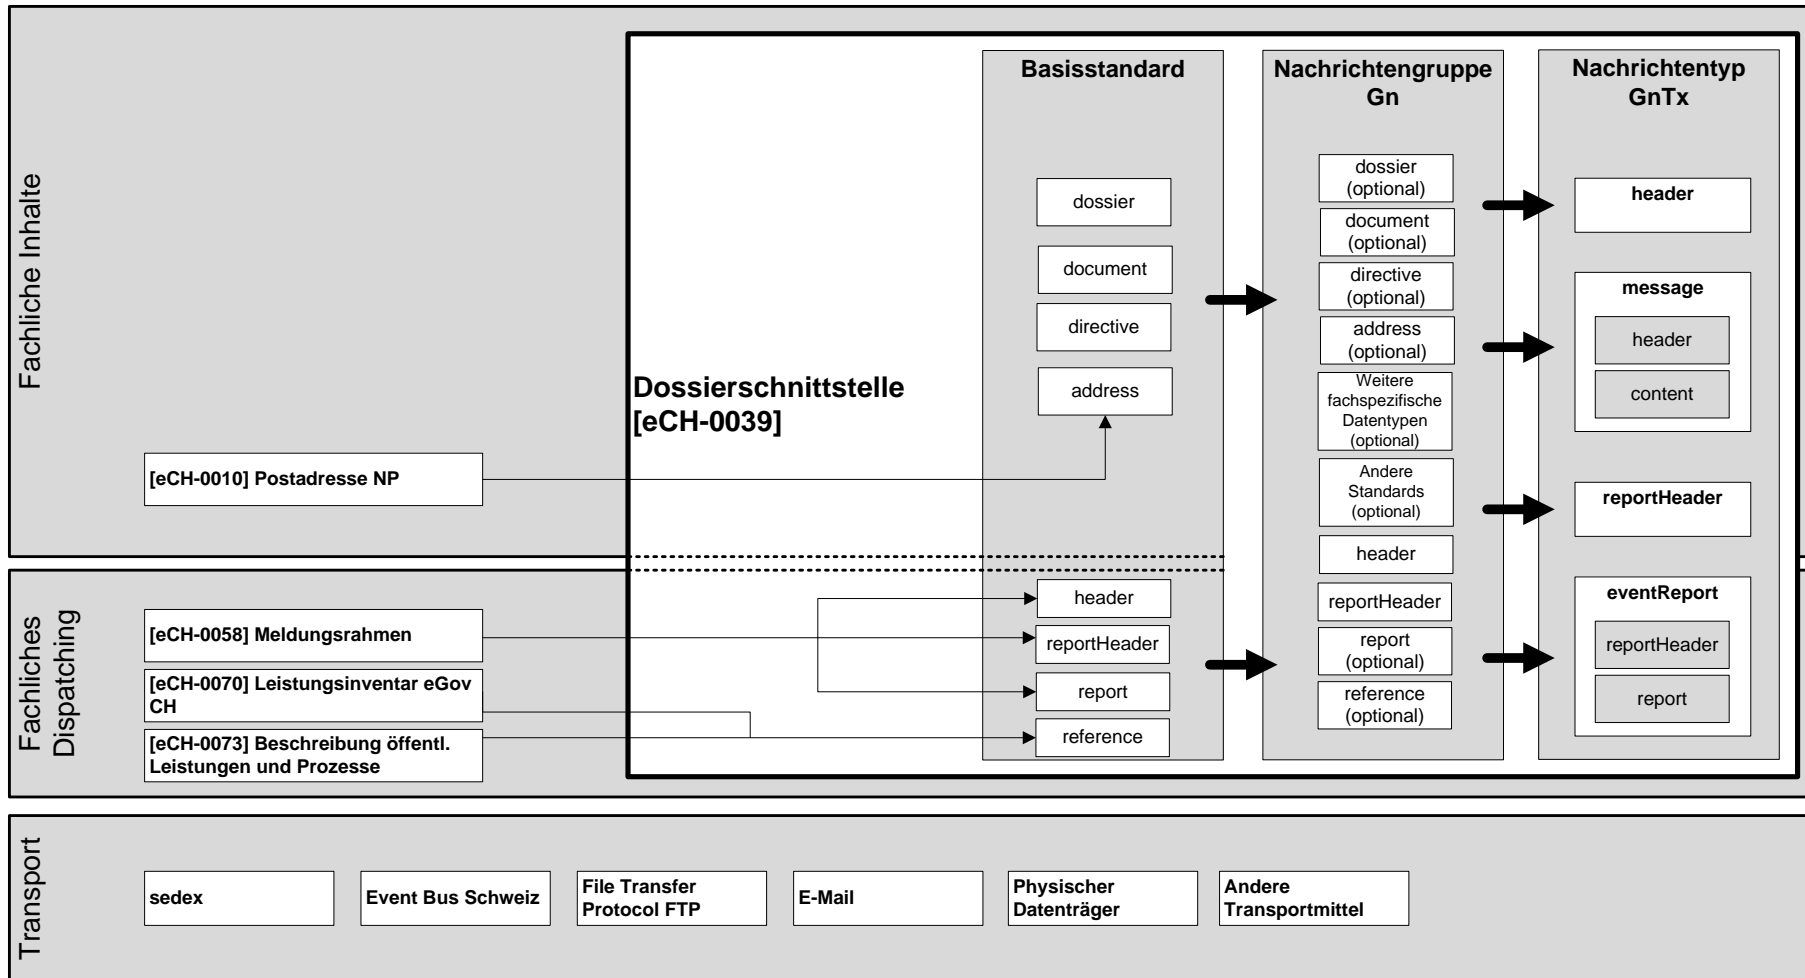 Fachliche Inhalte
Dossierschnittstelle
[eCH-0039]
[eCH-0010] Postadresse NP
Basisstandard
dossier
document
directive
address
header
reportHeader
report
reference
Nachrichtengruppe
Gn
dossier
(optional)
document
(optional)
directive
(optional)
address
(optional)
Weitere
fachspezifische
Datentypen
(optional)
Andere
Standards
(optional)
header
reportHeader
report
(optional)
reference
(optional)
Nachrichtentyp
GnTx
header
message
header
content
reportHeader
eventReport
reportHeader
report
Fachliches
Dispatching
[eCH-0058] Meldungsrahmen
[eCH-0070] Leistungsinventar eGov
CH
[eCH-0073] Beschreibung öffentl.
Leistungen und Prozesse
Transport
sedex
Event Bus Schweiz
File Transfer
Protocol FTP
E-Mail
Physischer
Datenträger
Andere
Transportmittel